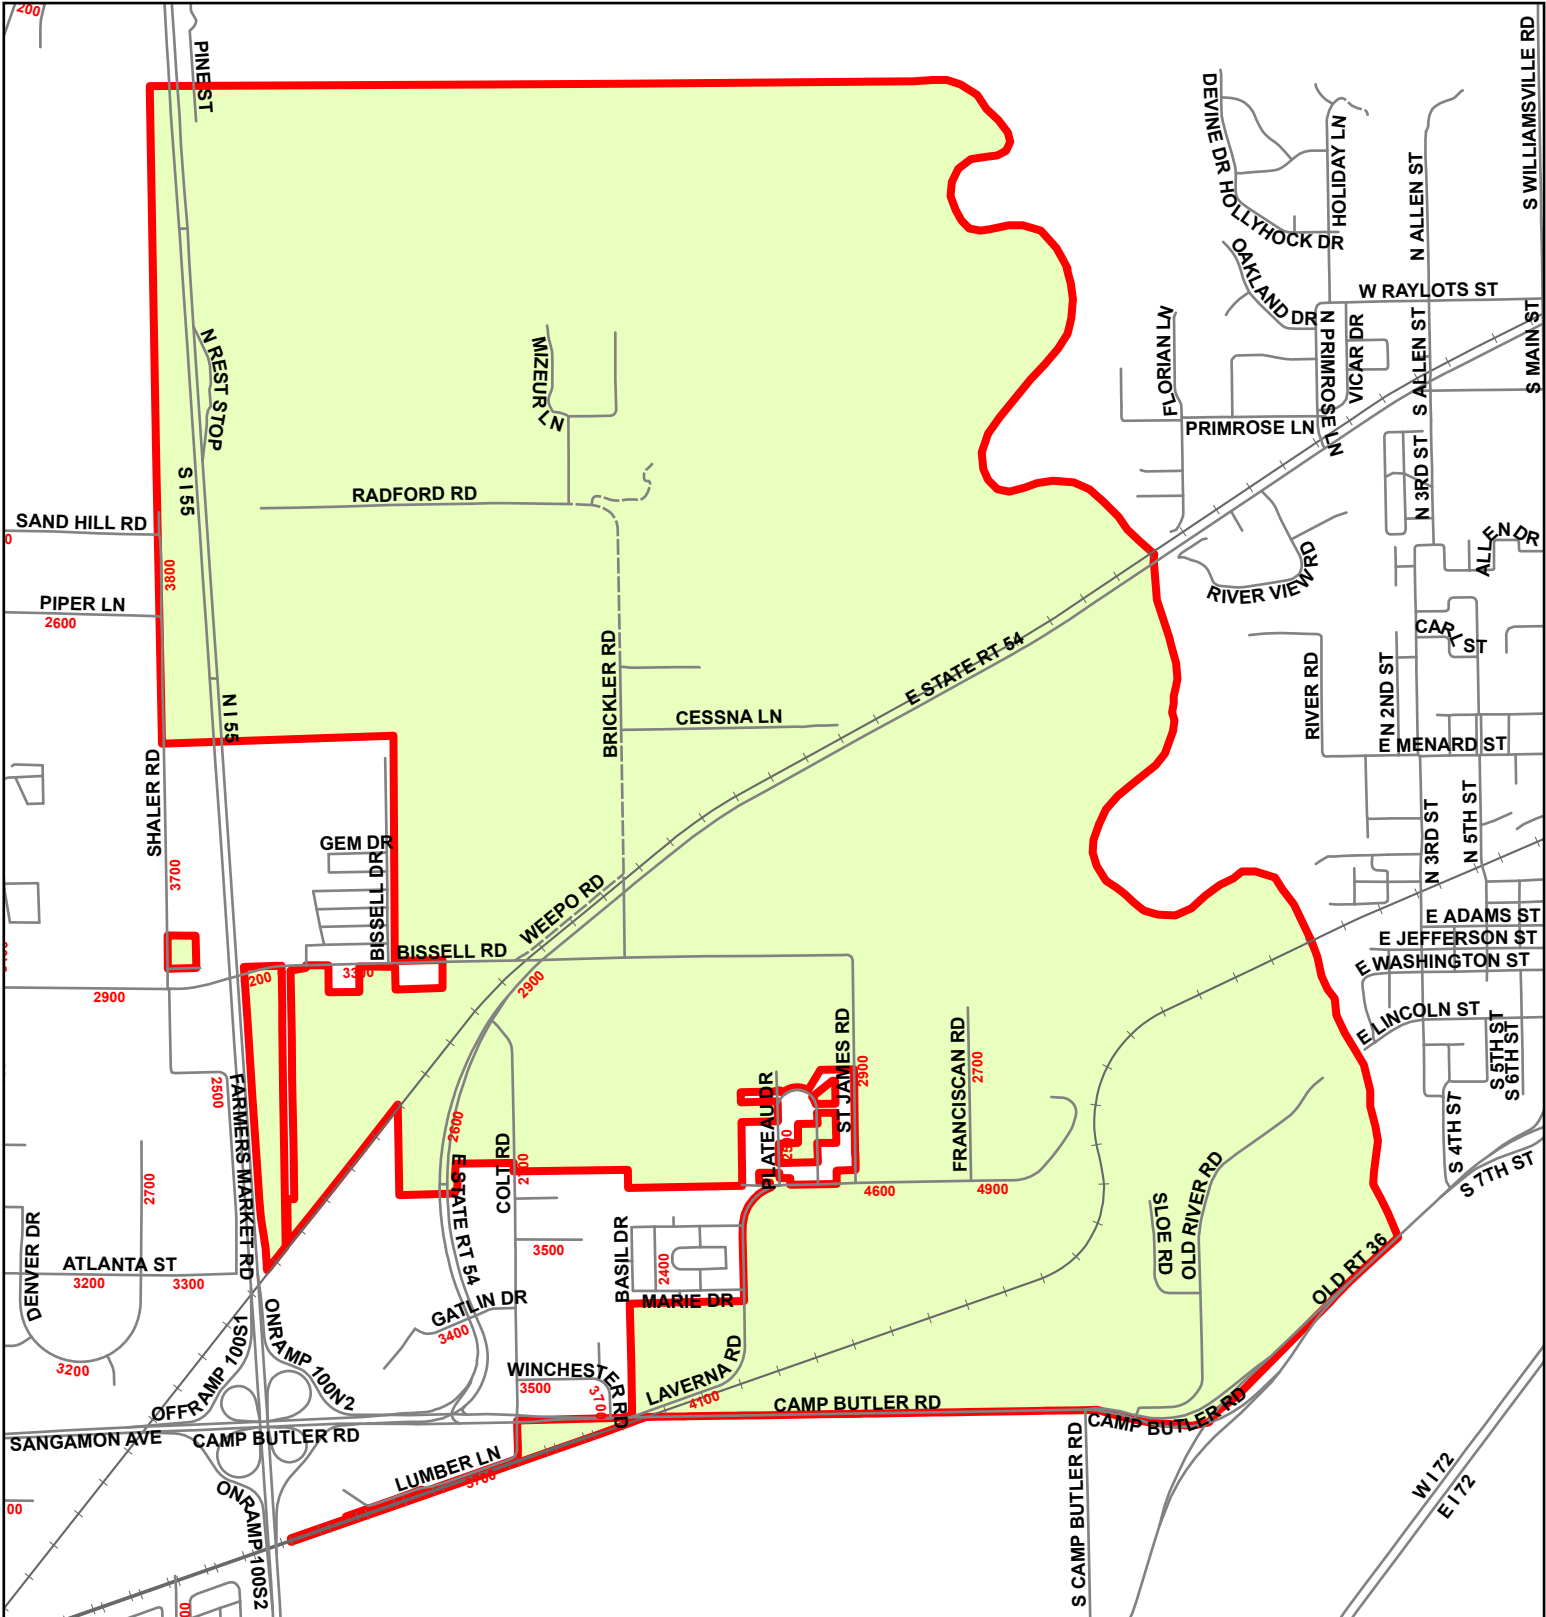 200
PINE ST
S WILLIAMSVILLE RD
DEVINE DR
HOLIDAY LN
N ALLEN ST
HOLLYHOCK DR
OAKLAND DR
W RAYLOTS ST
FLORIAN LN
N PRIMROSE LN
VICAR DR
S ALLEN ST
S MAIN ST
N REST STOP
MIZEUR LN
PRIMROSE LN
S I 55
RADFORD RD
N 3RD ST
SAND HILL RD
0
ALLEN DR
3800
RIVER VIEW RD
PIPER LN
2600
CARL ST
BRICKLER RD
E STATE RT 54
RIVER RD
N 2ND ST
N I 55
CESSNA LN
E MENARD ST
SHALER RD
GEM DR
N 3RD ST
N 5TH ST
3700
BISSELL DR
WEEPO RD
E ADAMS ST
BISSELL RD
E JEFFERSON ST
E WASHINGTON ST
200
3300
2900
2900
E LINCOLN ST
S 5TH ST
S 6TH ST
ST JAMES RD
2900
FRANCISCAN RD
2700
2500
FARMERS MARKET RD
PLATEAU DR
2500
2600
COLT RD
2700
S 4TH ST
S 7TH ST
2700
4600
4900
E STATE RT 54
SLOE RD
OLD RIVER RD
DENVER DR
ATLANTA ST
3200
3300
3500
BASIL DR
2400
OLD RT 36
MARIE DR
GATLIN DR
3400
OFFRAMP 100S1
ONRAMP 100N2
3200
WINCHESTER RD
3500
3700
LAVERNA RD
4100
CAMP BUTLER RD
CAMP BUTLER RD
SANGAMON AVE
CAMP BUTLER RD
LUMBER LN
3700
S CAMP BUTLER RD
W I 72
E I 72
00
ONRAMP 100S2